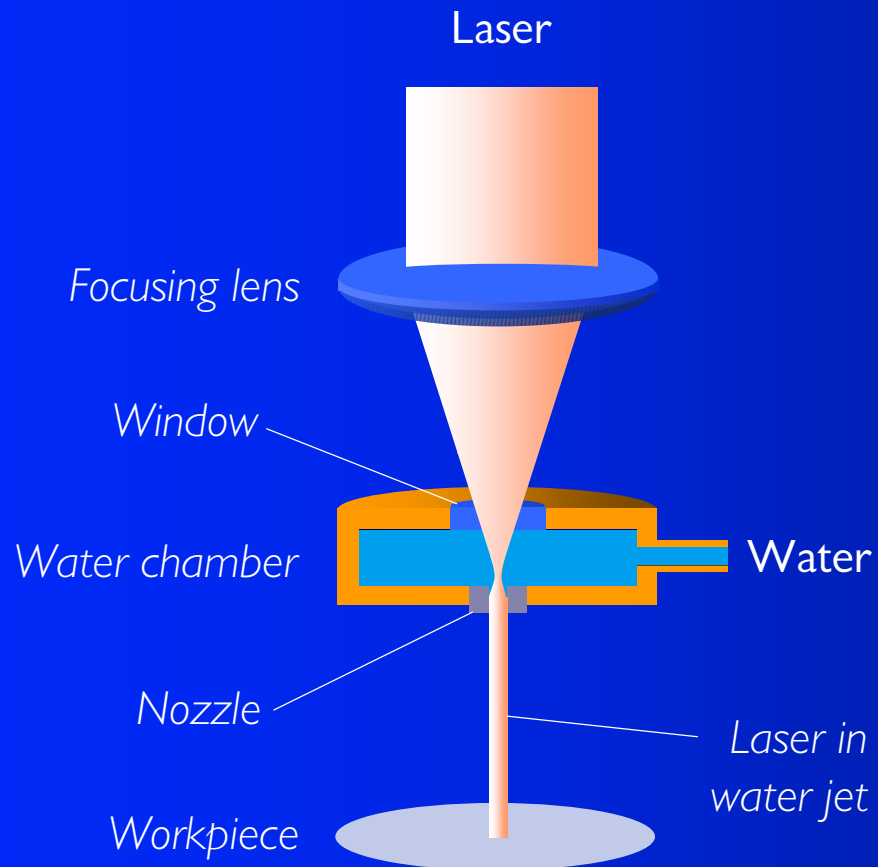 Laser
Focusing lens
Window
Water chamber
Water
Nozzle
Laser in
water jet
Workpiece